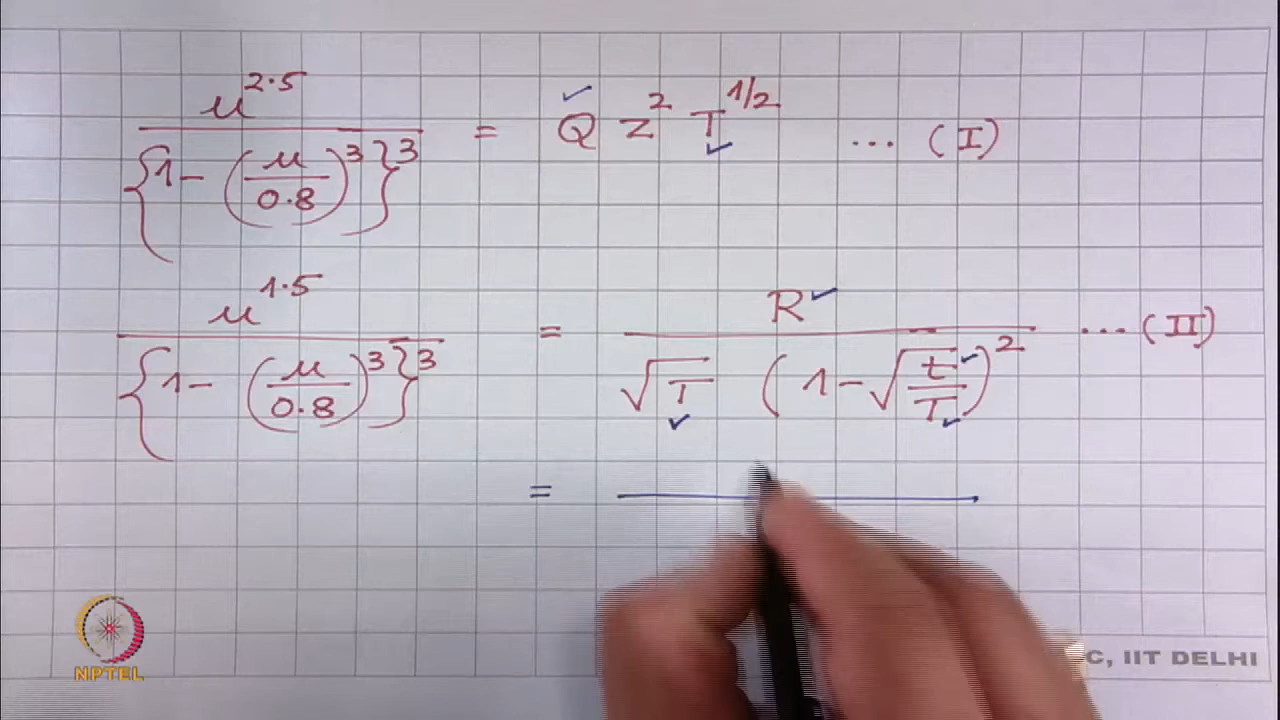 u^2.5 / {1 - (u/0.8)^3}^3 = Q z^2 T^1/2 ... (I)
u^1.5 / {1 - (u/0.8)^3}^3 = R / √T (1 - √(t/T))^2 ... (II)
=
NPTEL
C, IIT DELHI